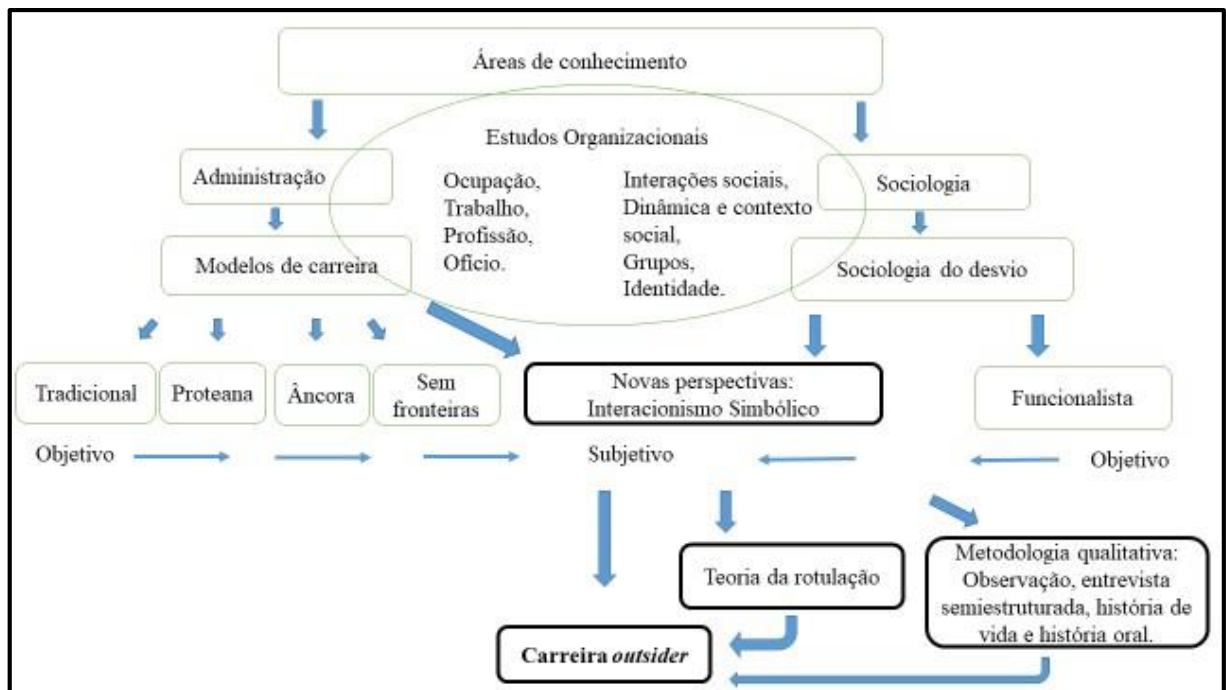 Áreas de conhecimento
Estudos Organizacionais
Administração
Ocupação,
Trabalho,
Profissão,
Ofício.
Interações sociais,
Dinâmica e contexto
social,
Grupos,
Identidade.
Sociologia
Modelos de carreira
Sociologia do desvio
Tradicional
Proteana
Âncora
Sem
fronteiras
Novas perspectivas:
Interacionismo Simbólico
Funcionalista
Objetivo
Subjetivo
Objetivo
Teoria da rotulação
Metodologia qualitativa:
Observação, entrevista
semiestruturada, história de
vida e história oral.
Carreira outsider